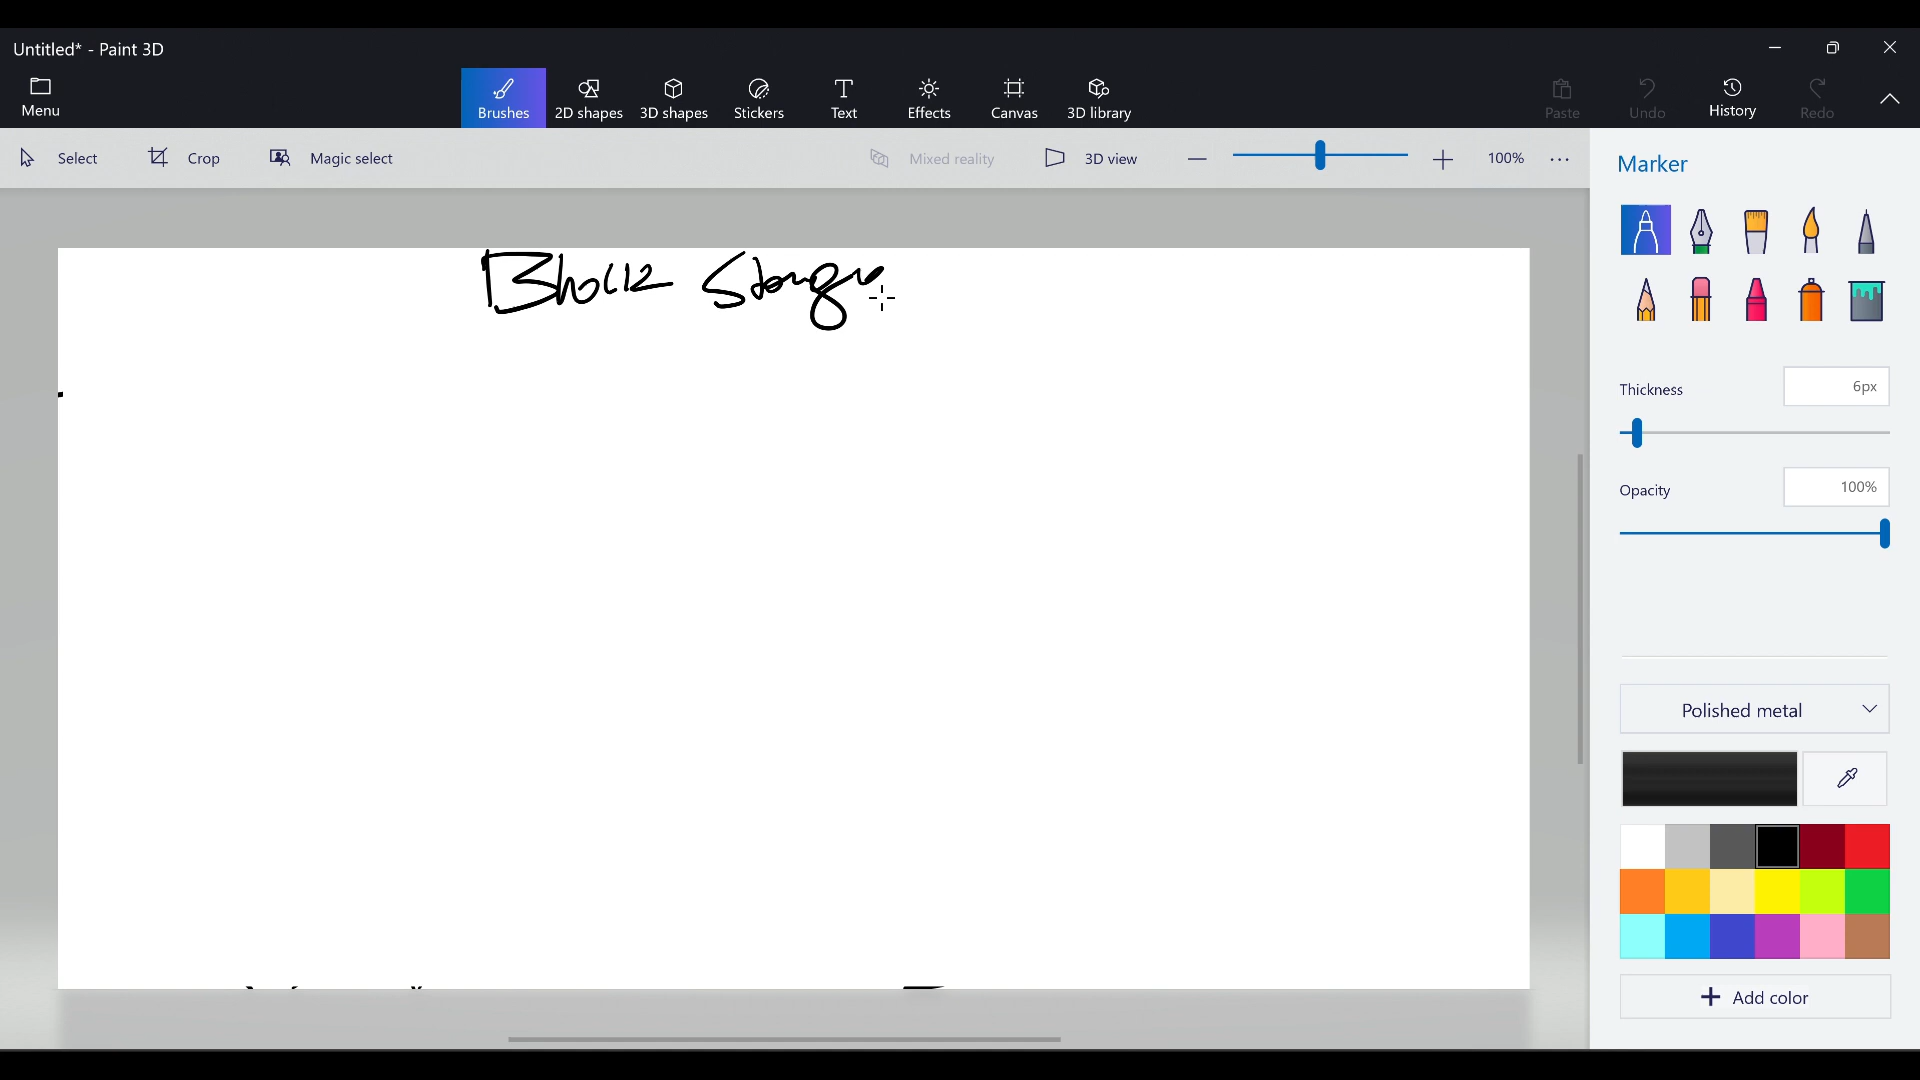 Untitled* - Paint 3D
Menu
Brushes
2D shapes
3D shapes
Stickers
Text
Effects
Canvas
3D library
Paste
Undo
History
Redo
Select
Crop
Magic select
Mixed reality
3D view
100%
Marker
Thickness
6px
Opacity
100%
Polished metal
Add color